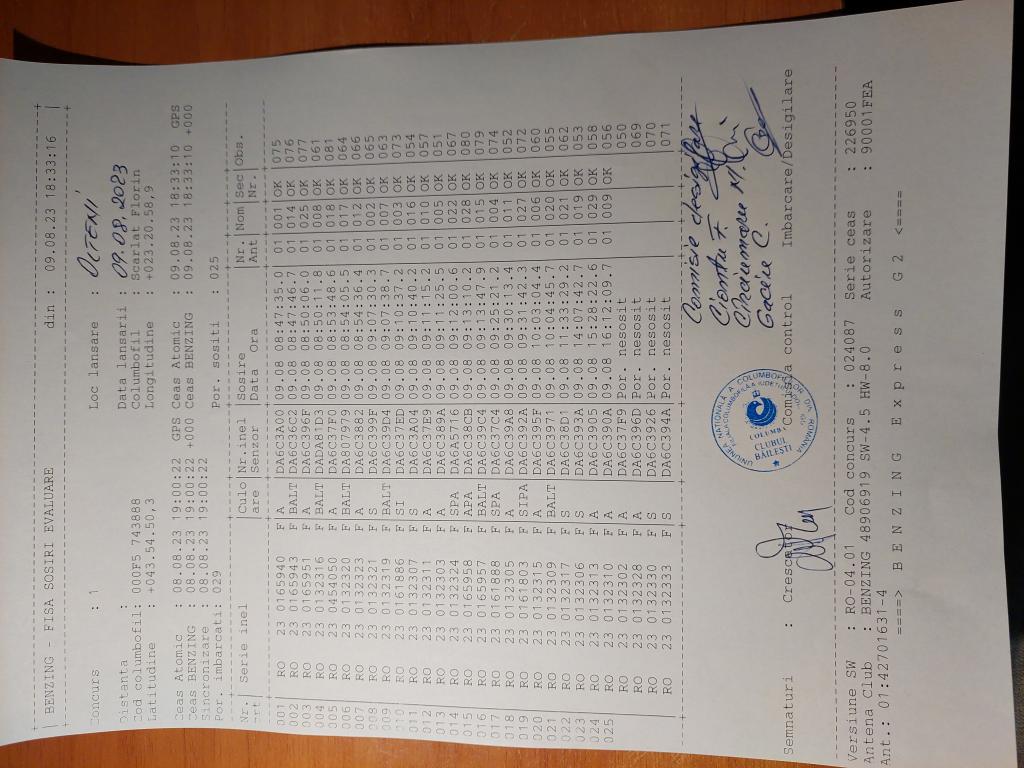 BENZING - FISA SOSIRI EVALUARE din : 09.08.23 18:33:16
Concurs : 1 Loc lansare : OLTENII
Distanta : Data lansarii : 09.08.2023
Cod columbofil: 000F5 743888 Columbofil : Scarlat Florin
Latitudine : +043.54.50,3 Longitudine : +023.20.58,9
Ceas Atomic : 08.08.23 19:00:22 GPS Ceas Atomic : 09.08.23 18:33:10 GPS
Ceas BENZING : 08.08.23 19:00:22 +000 Ceas BENZING : 09.08.23 18:33:10 +000
Sincronizare : 08.08.23 19:00:22
Por. imbarcati: 029 Por. sositi : 025
Nr. Serie inel Culo Nr.inel Sosire Nr. Nom Sec Obs.
crt are Senzor Data Ora Ant Nr.
001 RO 23 0165940 F A DA63A00 09.08 08:47:35.0 01 001 OK 075
002 RO 23 0165943 F BALT DA6C36C2 09.08 08:47:46.7 01 014 OK 076
003 RO 23 0165951 F A DA6C396F 09.08 08:50:06.0 01 025 OK 077
004 RO 23 0132316 F BALT DADA81D3 09.08 08:50:11.8 01 008 OK 061
005 RO 23 0454050 F A DA6C37F0 09.08 08:53:48.6 01 018 OK 081
006 RO 23 0132320 F BALT DA807979 09.08 08:54:05.5 01 017 OK 064
007 RO 23 0132323 F A DA6C3882 09.08 08:54:36.4 01 012 OK 066
008 RO 23 0132321 F S DA6C399F 09.08 09:07:30.3 01 002 OK 065
009 RO 23 0132319 F BALT DA6C39D4 09.08 09:07:38.7 01 007 OK 063
010 RO 23 0161886 F SI DA6C37ED 09.08 09:10:37.2 01 003 OK 073
011 RO 23 0132307 F S DA6C3A04 09.08 09:10:40.2 01 016 OK 054
012 RO 23 0132311 F A DA6C37E9 09.08 09:11:15.2 01 010 OK 057
013 RO 23 0132303 F A DA6C389A 09.08 09:11:25.5 01 005 OK 051
014 RO 23 0132324 F SPA DA6A5716 09.08 09:12:00.6 01 022 OK 067
015 RO 23 0165958 F APA DA6C38CB 09.08 09:13:10.2 01 028 OK 080
016 RO 23 0165957 F BALT DA6C3924 09.08 09:13:47.9 01 015 OK 079
017 RO 23 0161888 F SPA DA6C37C4 09.08 09:25:21.2 01 004 OK 074
018 RO 23 0132305 F A DA6C39A8 09.08 09:30:13.4 01 011 OK 052
019 RO 23 0161803 F SIPA DA6C392A 09.08 09:31:42.3 01 027 OK 072
020 RO 23 0132315 F A DA6C395F 09.08 10:03:04.4 01 006 OK 060
021 RO 23 0132309 F BALT DA6C3971 09.08 10:04:45.7 01 020 OK 055
022 RO 23 0132317 F S DA6C38D1 09.08 11:33:29.2 01 021 OK 062
023 RO 23 0132306 F S DA6C393A 09.08 14:07:42.2 01 019 OK 053
024 RO 23 0132313 F A DA6C3905 09.08 15:28:22.6 01 029 OK 058
025 RO 23 0132310 F A DA6C380A 09.08 16:12:09.7 01 009 OK 056
RO 23 0132302 F A DA6C37F9 Por. nesosit 050
RO 23 0132328 F A DA6C396D Por. nesosit 069
RO 23 0132330 F S DA6C3926 Por. nesosit 070
RO 23 0132333 F S DA6C394A Por. nesosit 071
Comisie desigilare
Ciontu F.
Gaciu C.
UNIUNEA NATIONALĂ A COLUMBOFILILOR DIN ROMANIA
COLUMBA
CLUBUL
BĂILEŞTI
Semnaturi : Crescator Comisia control Imbarcare/Desigilare
Versiune SW : RO-04.01 Cod concurs : 024087 Serie ceas : 226950
Antena Club : BENZING 48906919 SW-4.5 HW-8.0 Autorizare : 90001FEA
Ant.: 01:42701631-4
====> B E N Z I N G E x p r e s s G 2 <====